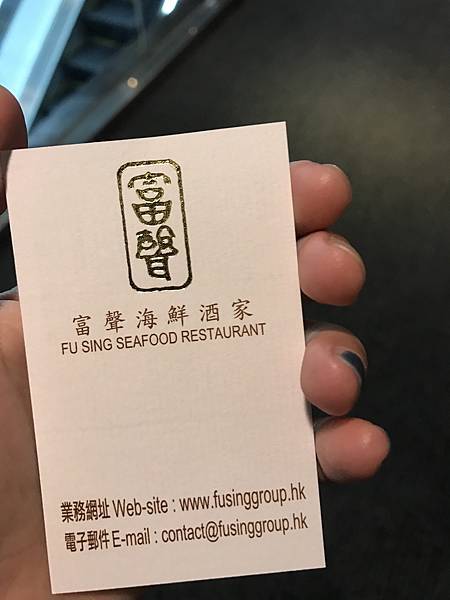 富聲
富聲海鮮酒家
FU SING SEAFOOD RESTAURANT
業務網址 Web-site : www.fusinggroup.hk
電子郵件 E-mail : contact@fusinggroup.hk